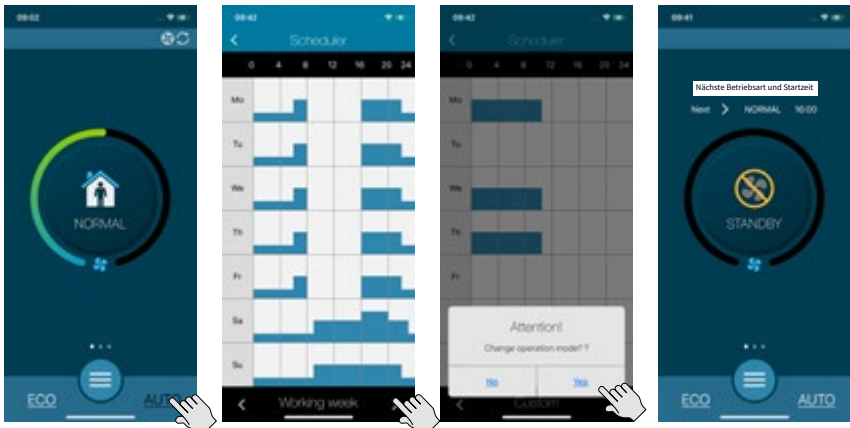 09:02
NORMAL
ECO
AUTO
09:42
Scheduler
0 4 8 12 16 20 24
Mo
Tu
We
Th
Fr
Sa
Su
Working week
09:42
Scheduler
0 4 8 12 16 20 24
Mo
Tu
We
Th
Fr
Attention!
Change operation mode? ?
No
Yes
Custom
09:41
Nächste Betriebsart und Startzeit
Next > NORMAL 16:00
STANDBY
ECO
AUTO